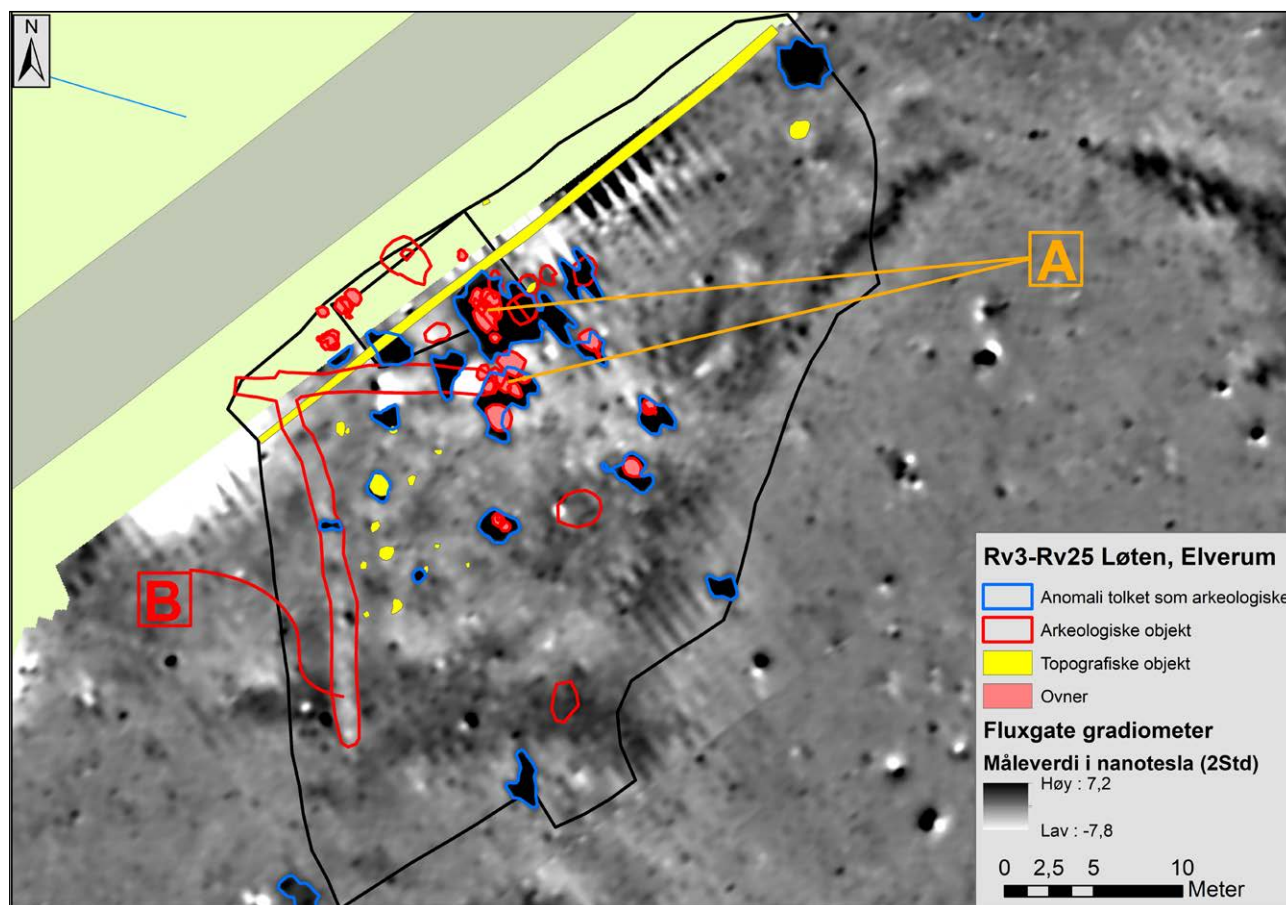 N
A
B
Rv3-Rv25 Løten, Elverum
Anomali tolket som arkeologiske
Arkeologiske objekt
Topografiske objekt
Ovner
Fluxgate gradiometer
Måleverdi i nanotesla (2Std)
Høy : 7,2
Lav : -7,8
0 2,5 5 10
Meter